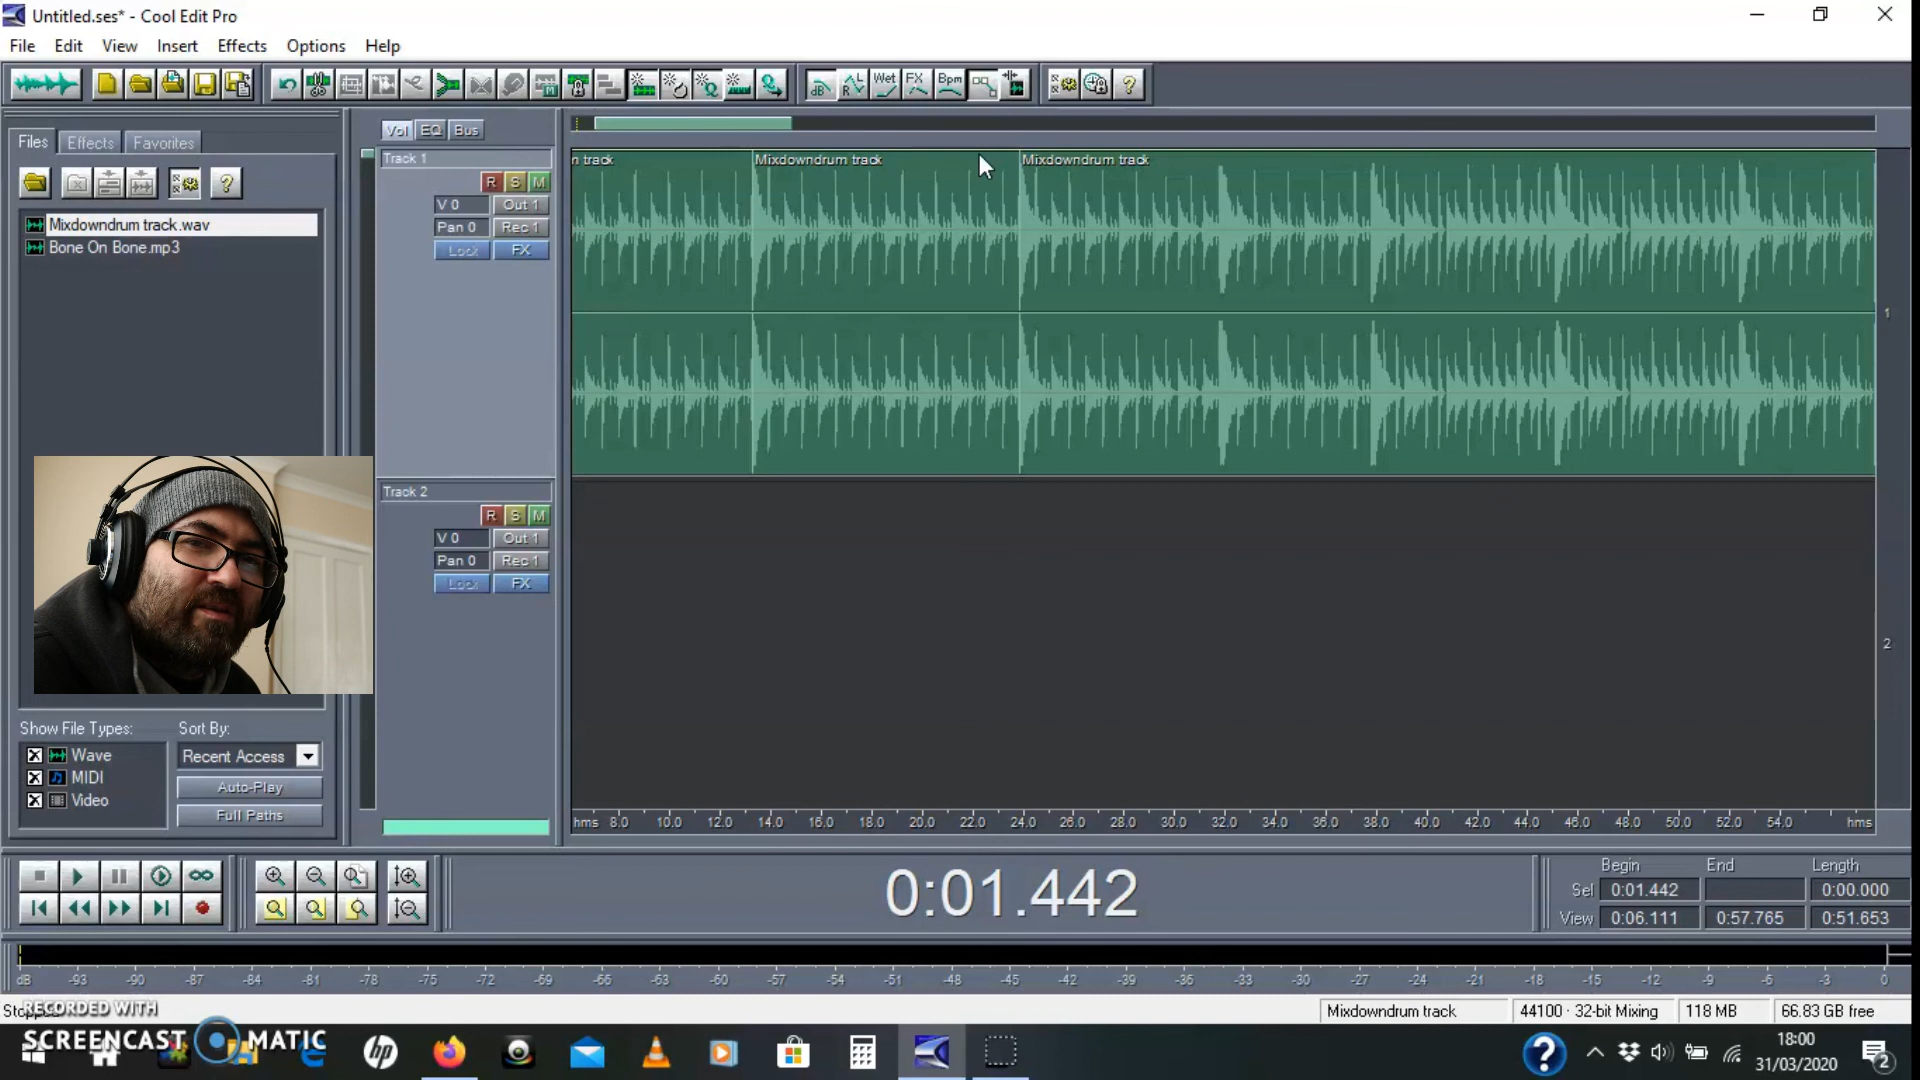 Untitled.ses* - Cool Edit Pro
File Edit View Insert Effects Options Help
dB L R Wet FX Bpm ?
Files Effects Favorites
?
Mixdowndrum track.wav
Bone On Bone.mp3
Show File Types: Sort By:
Wave Recent Access
MIDI Auto-Play
Video Full Paths
Vol EQ Bus
Track 1
R S M
V 0 Out 1
Pan 0 Rec 1
Lock FX
n track Mixdowndrum track Mixdowndrum track
1
Track 2
R S M
V 0 Out 1
Pan 0 Rec 1
Lock FX
2
hms 8.0 10.0 12.0 14.0 16.0 18.0 20.0 22.0 24.0 26.0 28.0 30.0 32.0 34.0 36.0 38.0 40.0 42.0 44.0 46.0 48.0 50.0 52.0 54.0 hms
0:01.442
Begin End Length
Sel 0:01.442 0:00.000
View 0:06.111 0:57.765 0:51.653
dB -93 -90 -87 -84 -81 -78 -75 -72 -69 -66 -63 -60 -57 -54 -51 -48 -45 -42 -39 -36 -33 -30 -27 -24 -21 -18 -15 -12 -9 -6 -3 0
RECORDED WITH
SCREENCAST MATIC
Mixdowndrum track 44100 · 32-bit Mixing 118 MB 66.83 GB free
hp
?
18:00
31/03/2020
2